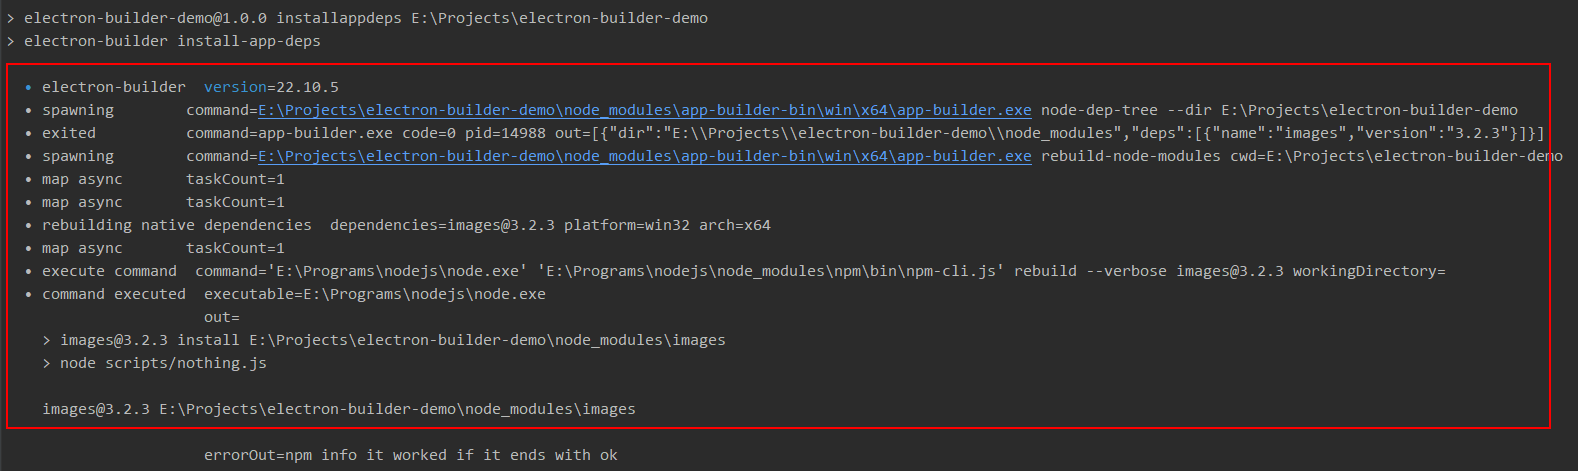 > electron-builder-demo@1.0.0 installappdeps E:\Projects\electron-builder-demo
> electron-builder install-app-deps
• electron-builder  version=22.10.5
• spawning        command=E:\Projects\electron-builder-demo\node_modules\app-builder-bin\win\x64\app-builder.exe node-dep-tree --dir E:\Projects\electron-builder-demo
• exited          command=app-builder.exe code=0 pid=14988 out=[{"dir":"E:\\Projects\\electron-builder-demo\\node_modules","deps":[{"name":"images","version":"3.2.3"}]}]
• spawning        command=E:\Projects\electron-builder-demo\node_modules\app-builder-bin\win\x64\app-builder.exe rebuild-node-modules cwd=E:\Projects\electron-builder-demo
• map async       taskCount=1
• map async       taskCount=1
• rebuilding native dependencies  dependencies=images@3.2.3 platform=win32 arch=x64
• map async       taskCount=1
• execute command  command='E:\Programs\nodejs\node.exe' 'E:\Programs\nodejs\node_modules\npm\bin\npm-cli.js' rebuild --verbose images@3.2.3 workingDirectory=
• command executed  executable=E:\Programs\nodejs\node.exe
out=
> images@3.2.3 install E:\Projects\electron-builder-demo\node_modules\images
> node scripts/nothing.js
images@3.2.3 E:\Projects\electron-builder-demo\node_modules\images
errorOut=npm info it worked if it ends with ok